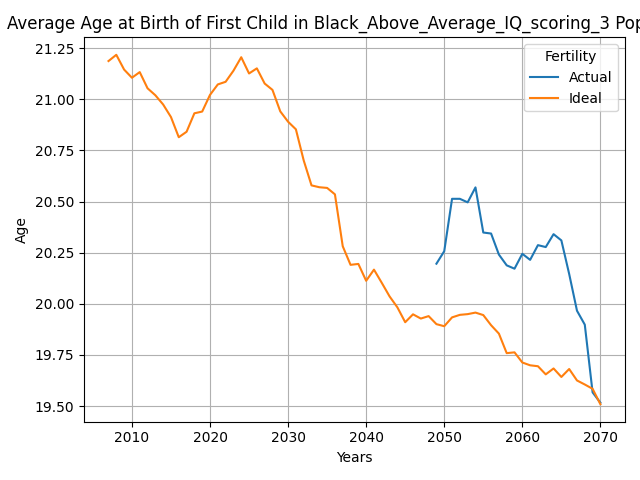 Average Age at Birth of First Child in Black_Above_Average_IQ_scoring_3 Pop
Fertility
Actual
Ideal
21.25
21.00
20.75
20.50
20.25
20.00
19.75
19.50
Age
2010 2020 2030 2040 2050 2060 2070
Years